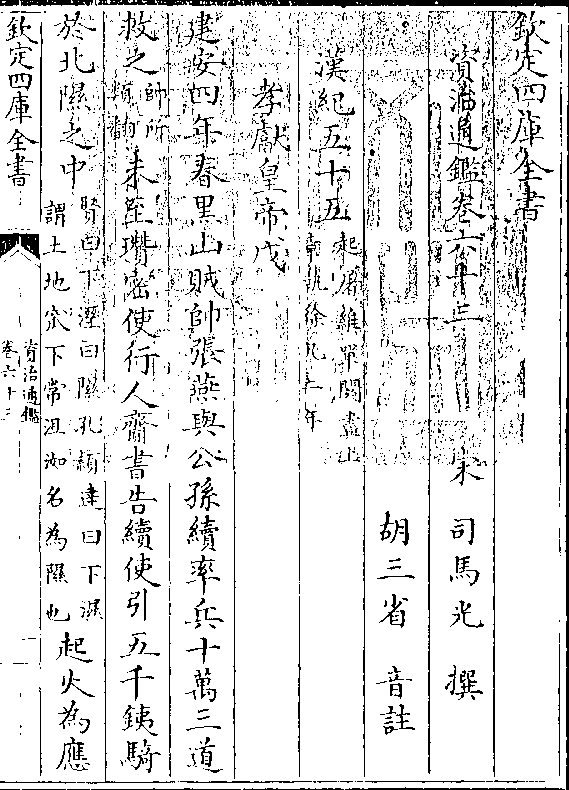 欽定四庫全書
資治通鑑卷六十三 宋 司馬光 撰
胡三省 音註
漢紀五十五 起屠維單閼盡上章執徐凡二年
孝獻皇帝戊
建安四年春黑山賊帥張燕與公孫續率兵十萬三道
救之帥所類翻未至瓚密使行人齎書告續使引五千銕騎
於北隰之中賢曰下溼曰隰孔頴達曰下濕謂土地窊下常沮洳名為隰也起火為應
欽定四庫全書
資治通鑑
卷六十三